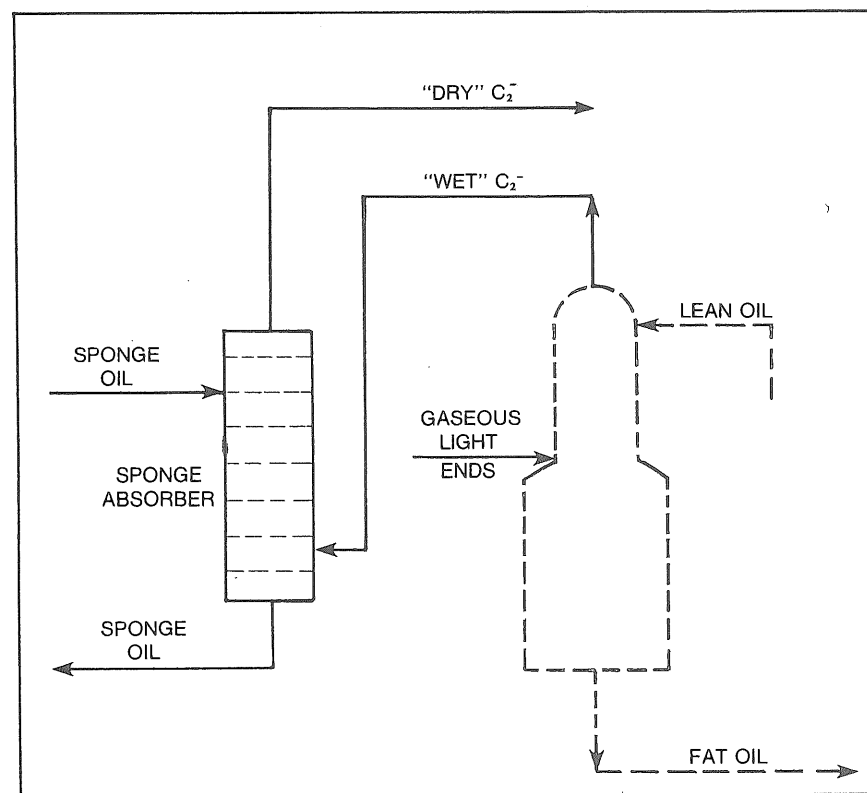 "DRY" C₂⁻
"WET" C₂⁻
LEAN OIL
SPONGE
OIL
GASEOUS
LIGHT
ENDS
SPONGE
ABSORBER
SPONGE
OIL
FAT OIL